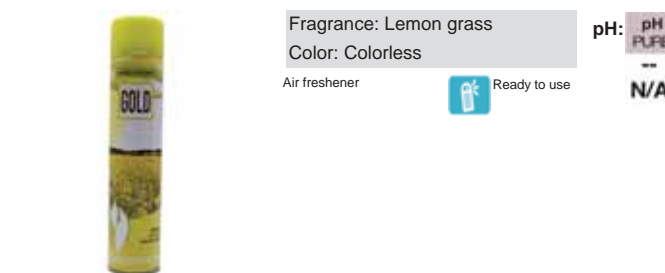 GOLD
Fragrance: Lemon grass
Color: Colorless
Air freshener
Ready to use
pH:
pH
PURE
--
N/A